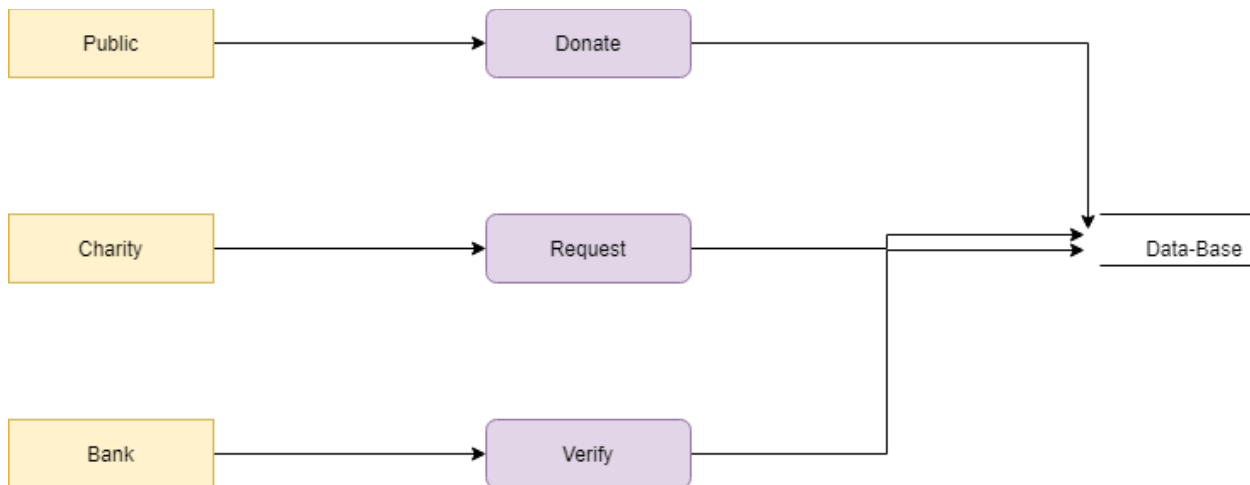 Public
Donate
Charity
Request
Data-Base
Bank
Verify